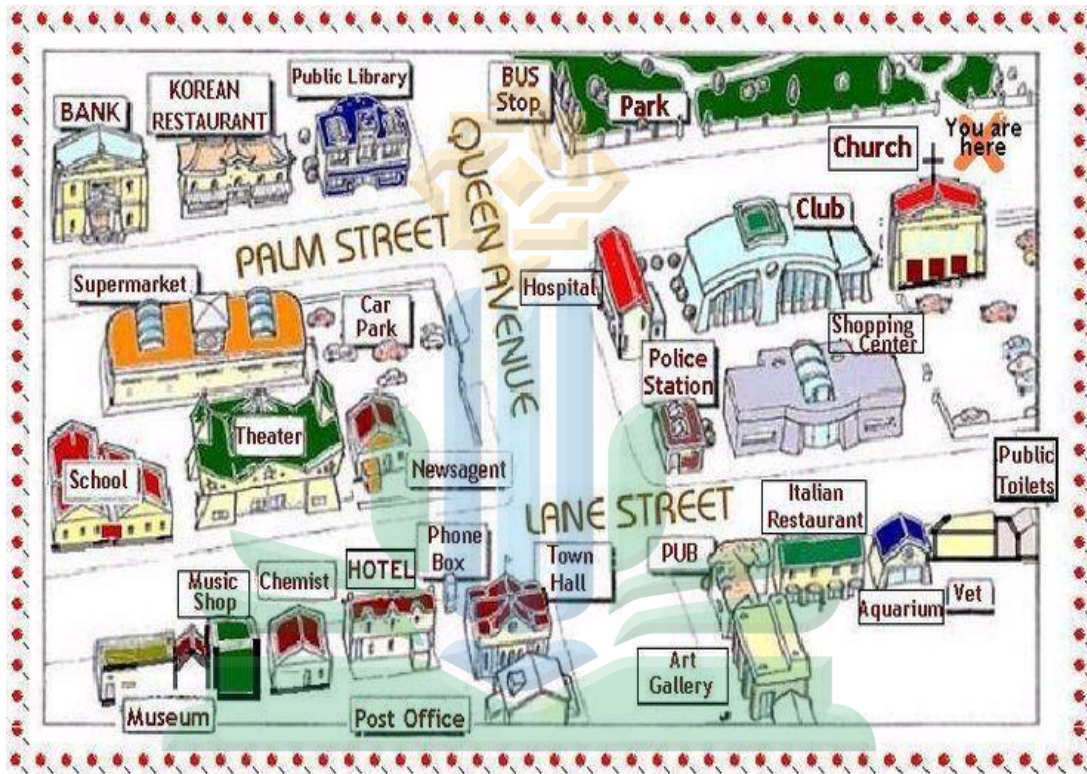 BANK
KOREAN
RESTAURANT
Public Library
BUS
Stop
Park
You are
here
Church
QUEEN AVENUE
PALM STREET
Club
Supermarket
Car
Park
Hospital
Shopping
Center
Police
Station
Theater
School
Newsagent
Public
Toilets
LANE STREET
Italian
Restaurant
Phone
Box
Town
Hall
PUB
HOTEL
Music
Shop
Chemist
Aquarium
Vet
Art
Gallery
Museum
Post Office